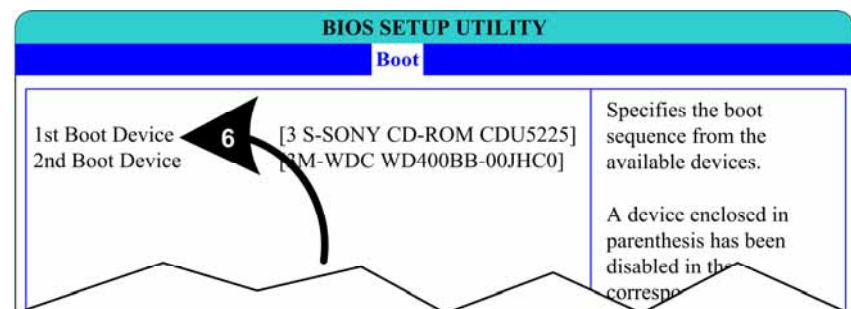 BIOS SETUP UTILITY
Boot
1st Boot Device
6
[3 S-SONY CD-ROM CDU5225]
2nd Boot Device
WDC WD400BB-00JHC0]
Specifies the boot
sequence from the
available devices.
A device enclosed in
parenthesis has been
disabled in